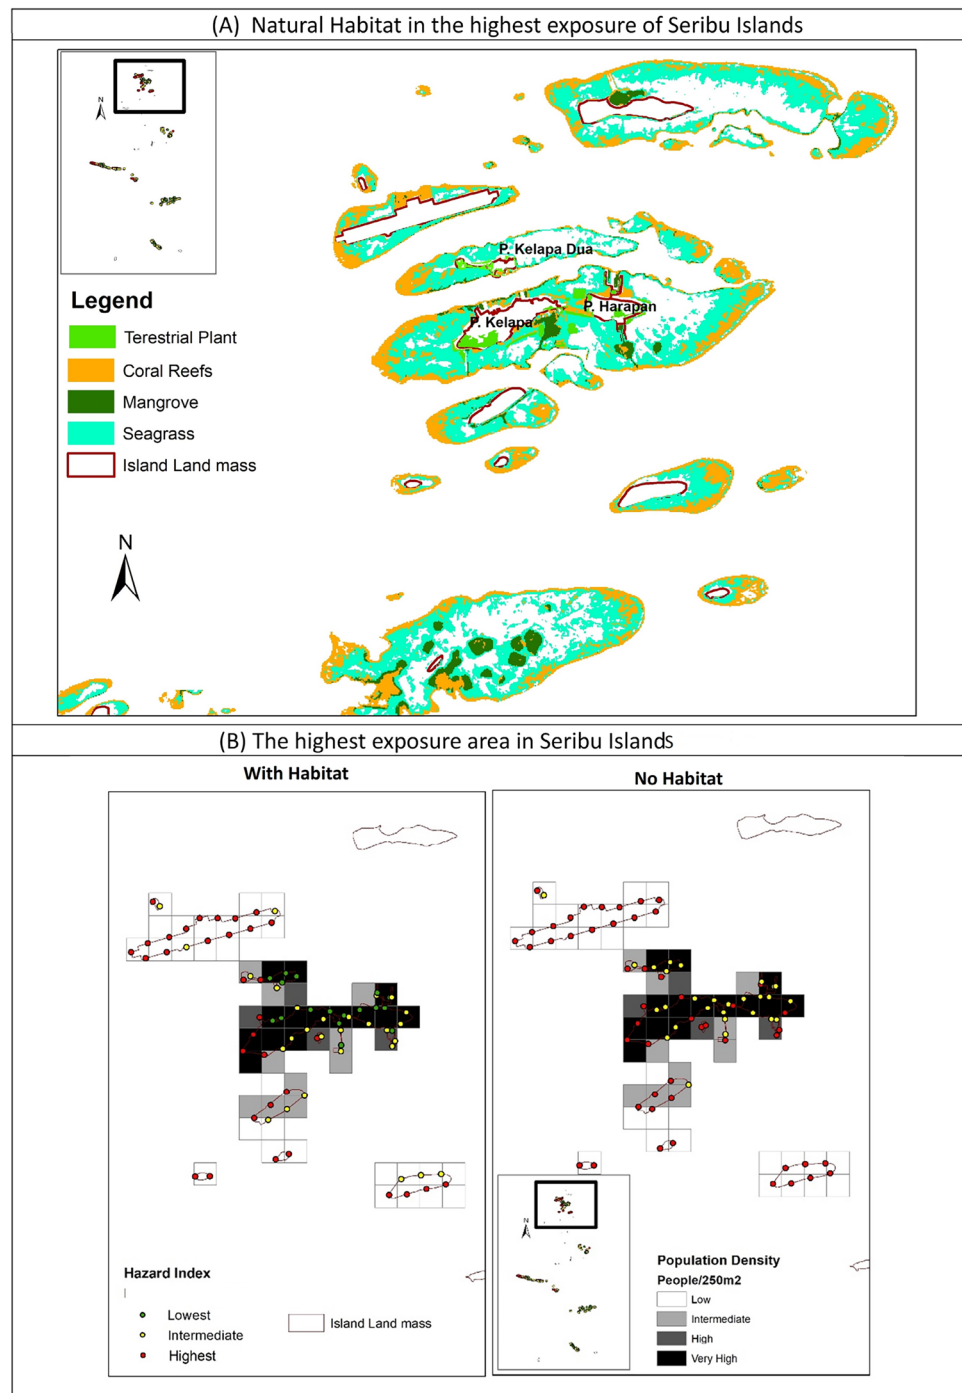 (A) Natural Habitat in the highest exposure of Seribu Islands
N
P. Kelapa Dua
P. Harapan
P. Kelapa
Legend
Terestrial Plant
Coral Reefs
Mangrove
Seagrass
Island Land mass
N
(B) The highest exposure area in Seribu Islands
With Habitat
No Habitat
Hazard Index
Lowest
Intermediate
Highest
Island Land mass
N
Population Density
People/250m2
Low
Intermediate
High
Very High